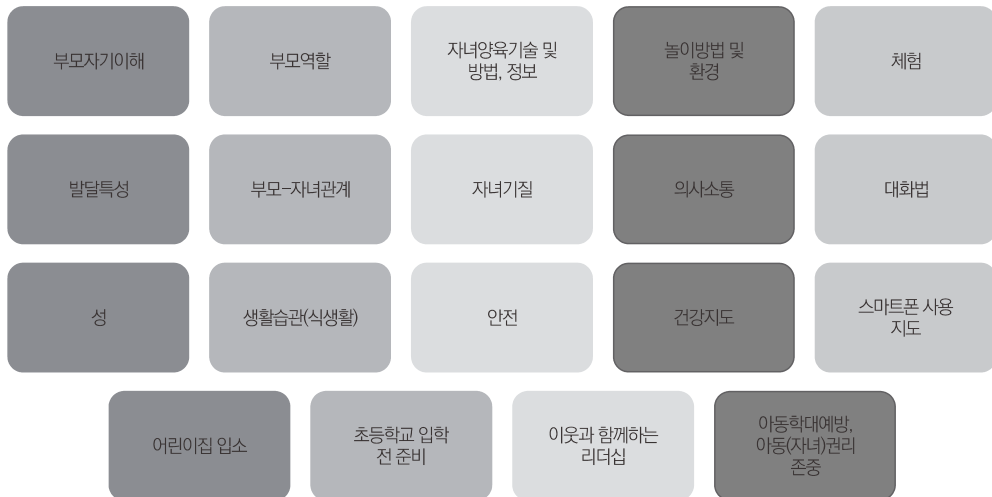 부모자기이해
부모역할
자녀양육기술 및
방법, 정보
놀이방법 및
환경
체험
발달특성
부모–자녀관계
자녀기질
의사소통
대화법
성
생활습관(식생활)
안전
건강지도
스마트폰 사용
지도
어린이집 입소
초등학교 입학
전 준비
이웃과 함께하는
리더십
아동학대예방,
아동(자녀)권리
존중